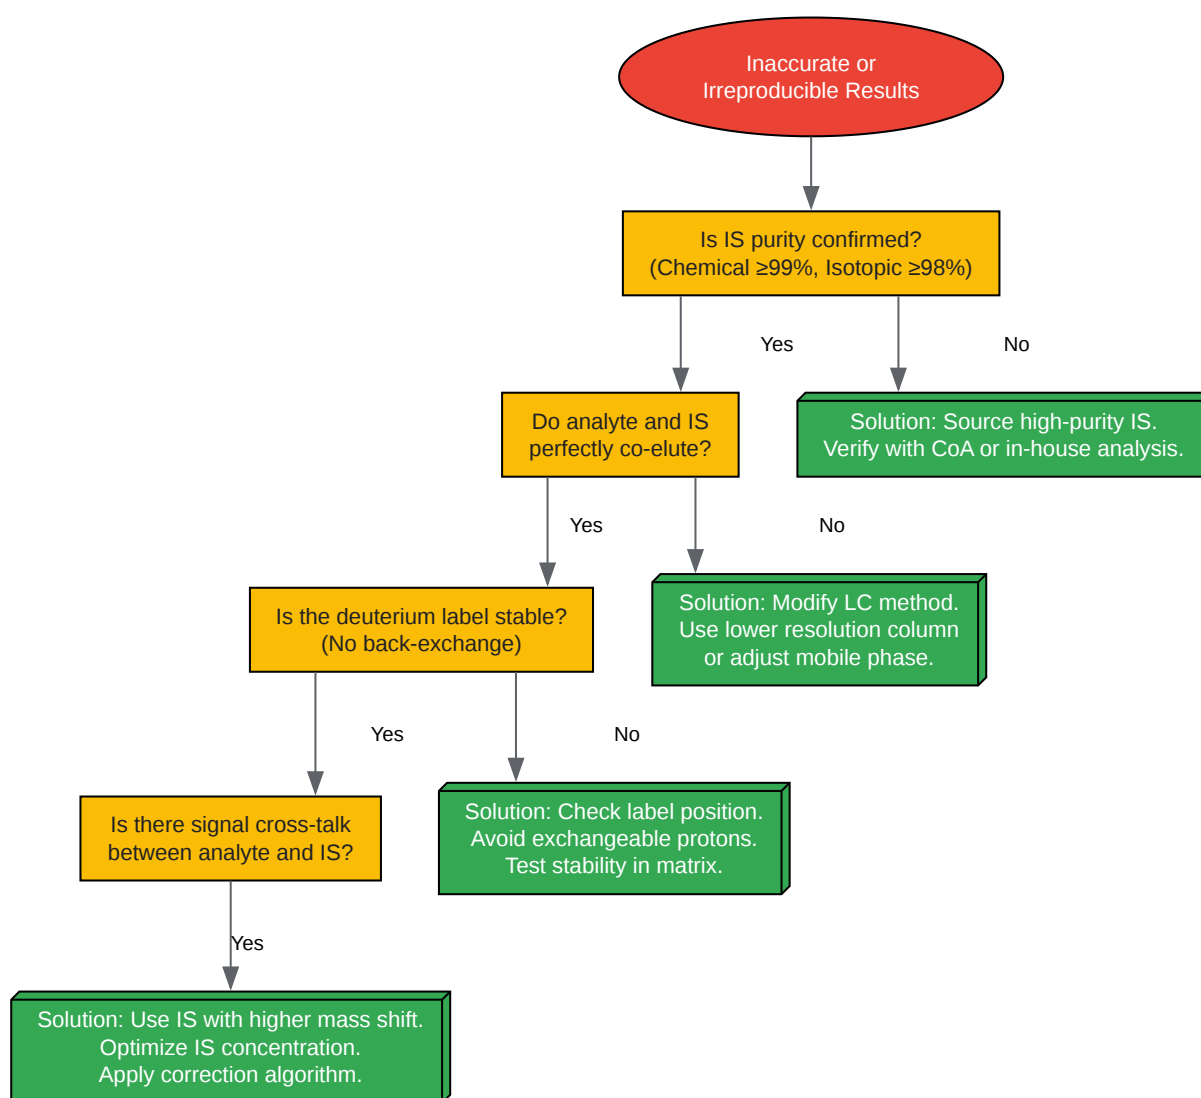 Inaccurate or
Irreproducible Results
Is IS purity confirmed?
(Chemical ≥99%, Isotopic ≥98%)
Yes
No
Do analyte and IS
perfectly co-elute?
Solution: Source high-purity IS.
Verify with CoA or in-house analysis.
Yes
No
Is the deuterium label stable?
(No back-exchange)
Solution: Modify LC method.
Use lower resolution column
or adjust mobile phase.
Yes
No
Is there signal cross-talk
between analyte and IS?
Solution: Check label position.
Avoid exchangeable protons.
Test stability in matrix.
Yes
Solution: Use IS with higher mass shift.
Optimize IS concentration.
Apply correction algorithm.